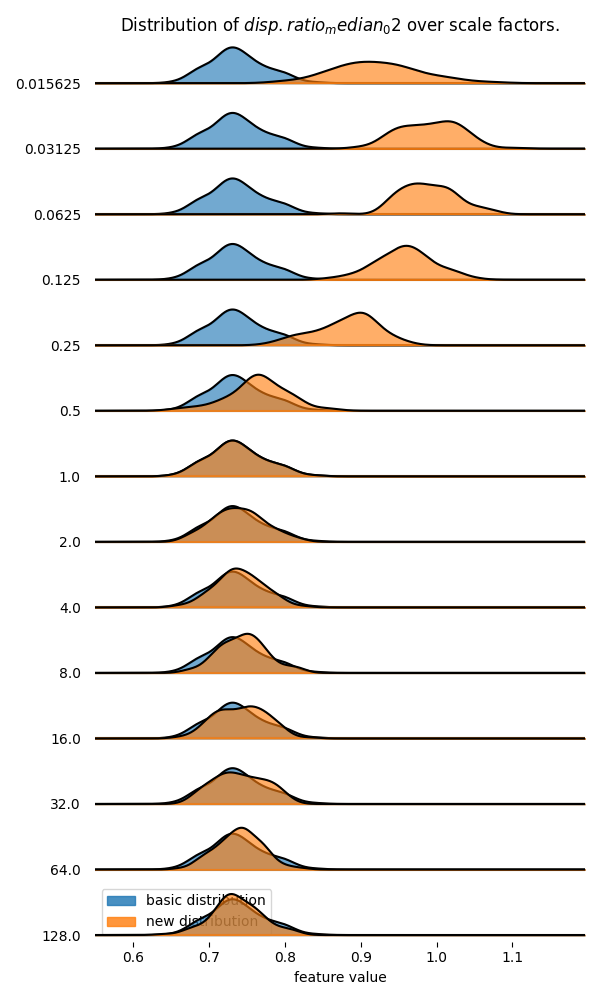 Distribution of disp.ratio_median_02 over scale factors.
0.015625
0.03125
0.0625
0.125
0.25
0.5
1.0
2.0
4.0
8.0
16.0
32.0
64.0
128.0
basic distribution
new distribution
0.6 0.7 0.8 0.9 1.0 1.1
feature value